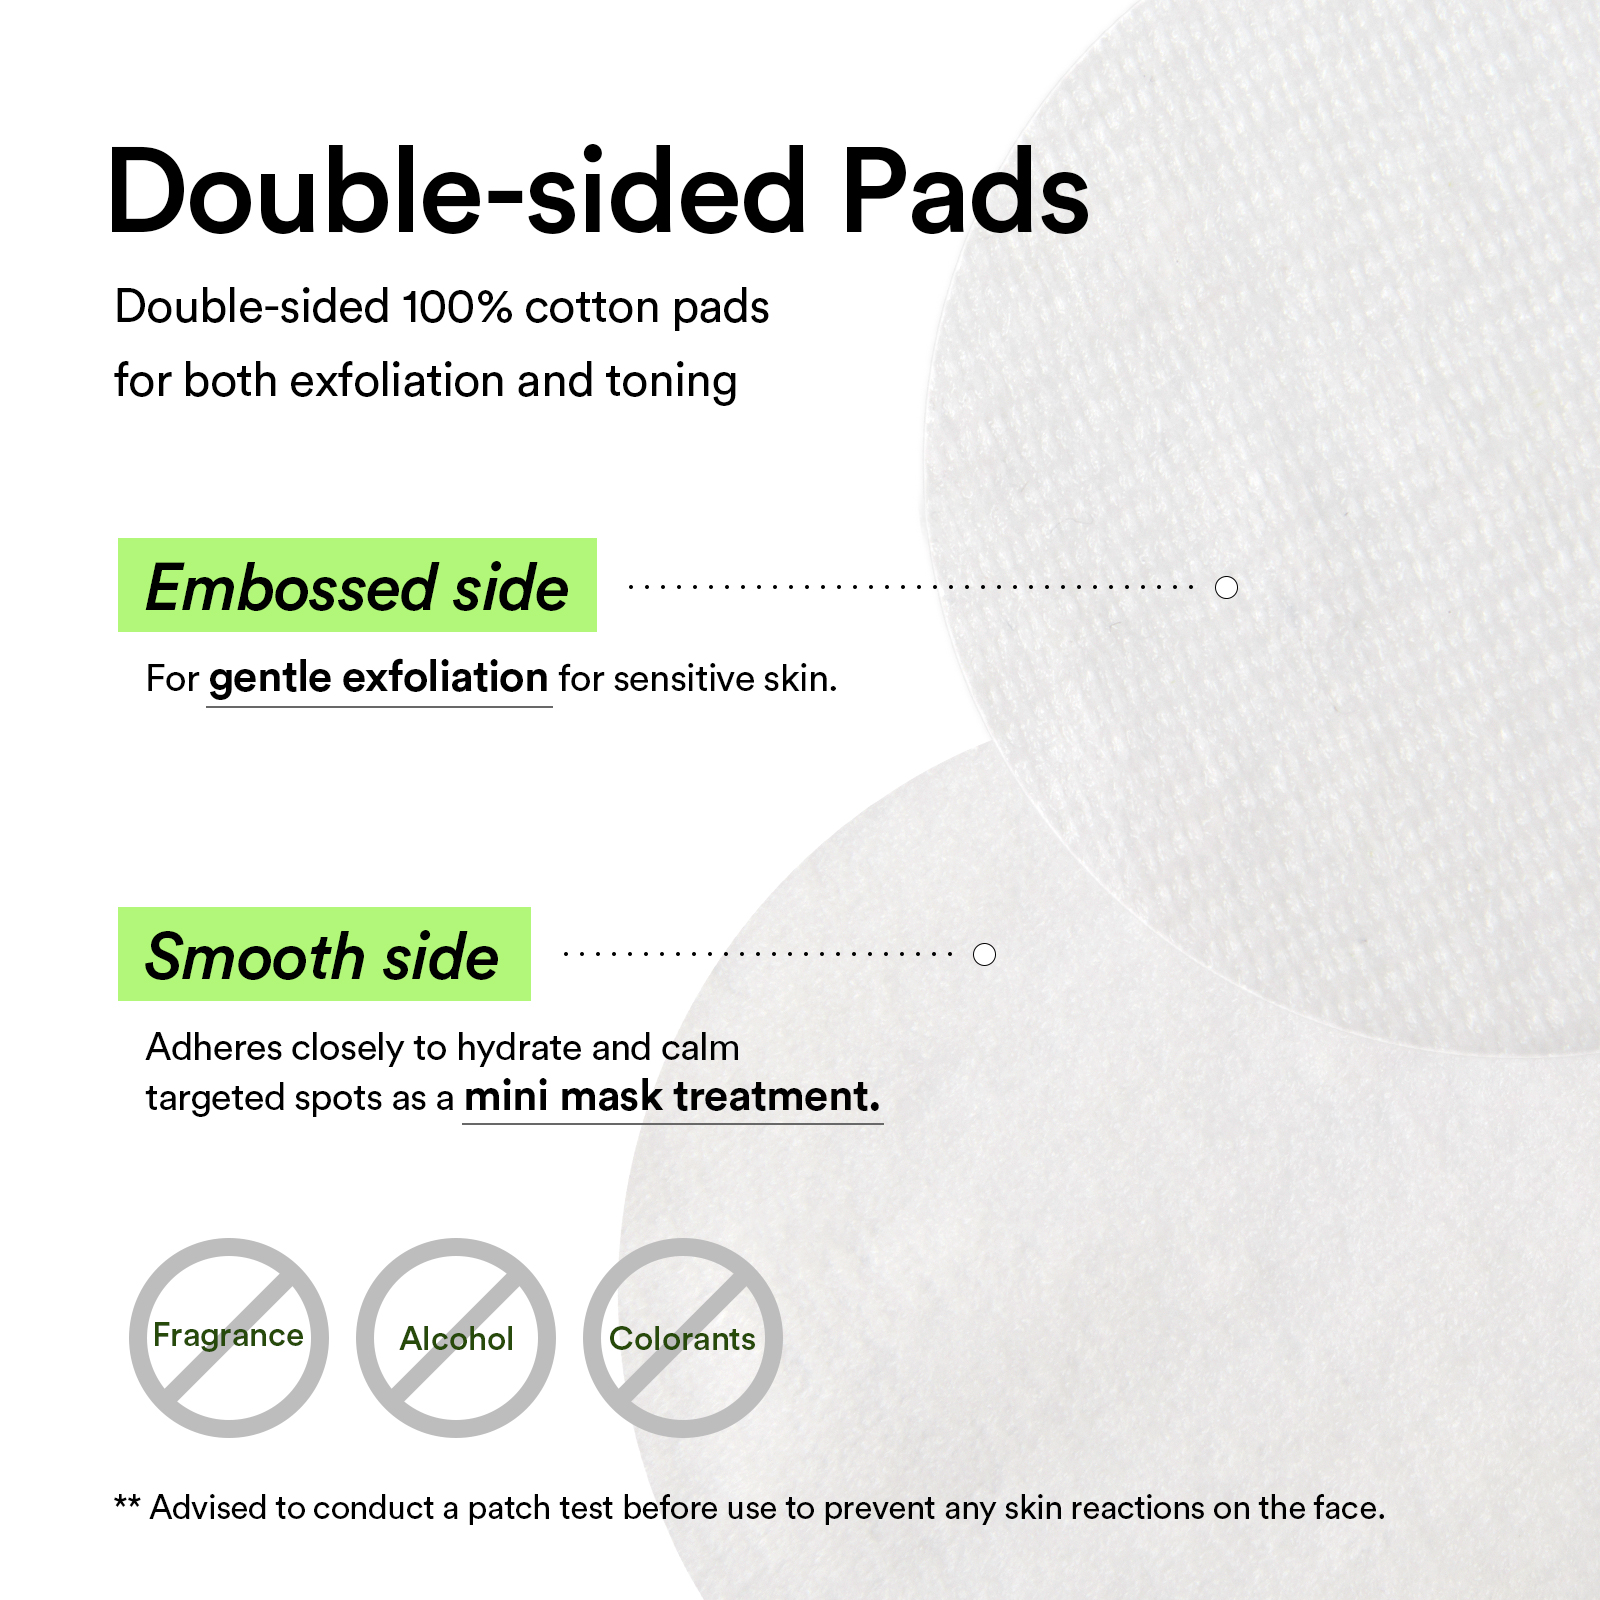 Double-sided Pads
Double-sided 100% cotton pads
for both exfoliation and toning
Embossed side
For gentle exfoliation for sensitive skin.
Smooth side
Adheres closely to hydrate and calm
targeted spots as a mini mask treatment.
Fragrance
Alcohol
Colorants
** Advised to conduct a patch test before use to prevent any skin reactions on the face.